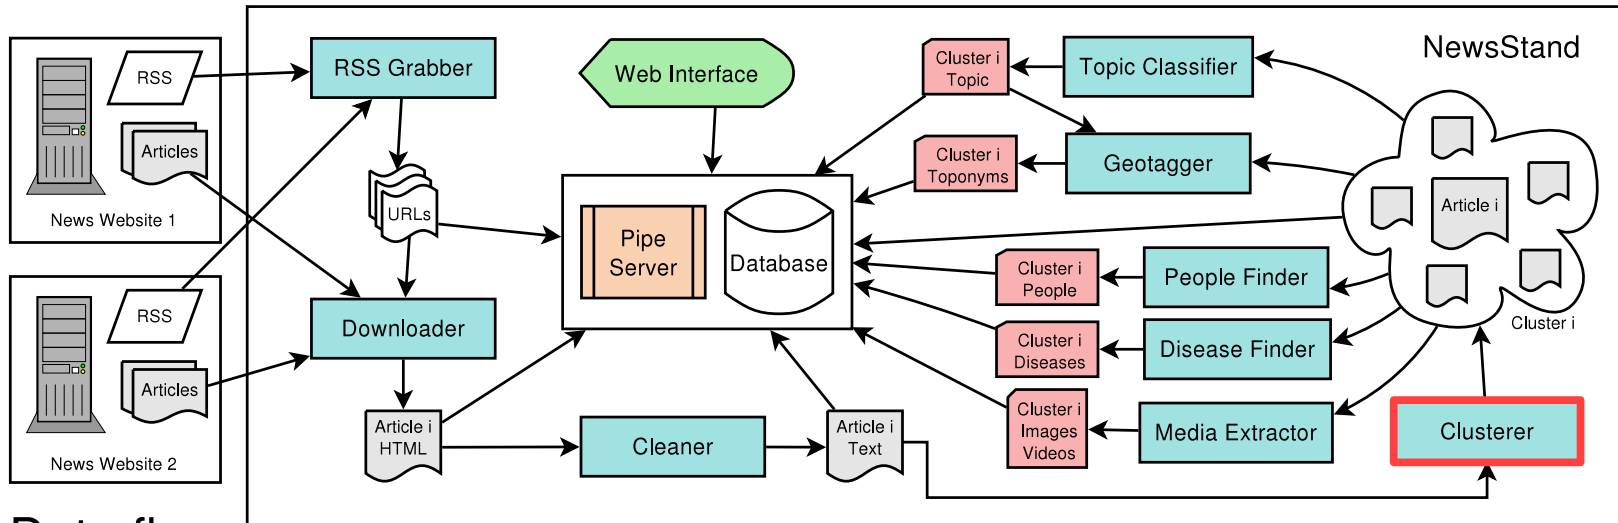 NewsStand
RSS
Articles
News Website 1
RSS
Articles
News Website 2
RSS Grabber
URLs
Downloader
Article i
HTML
Cleaner
Article i
Text
Web Interface
Pipe
Server
Database
Cluster i
Topic
Topic Classifier
Cluster i
Toponyms
Geotagger
Cluster i
People
People Finder
Cluster i
Diseases
Disease Finder
Cluster i
Images
Videos
Media Extractor
Article i
Cluster i
Clusterer